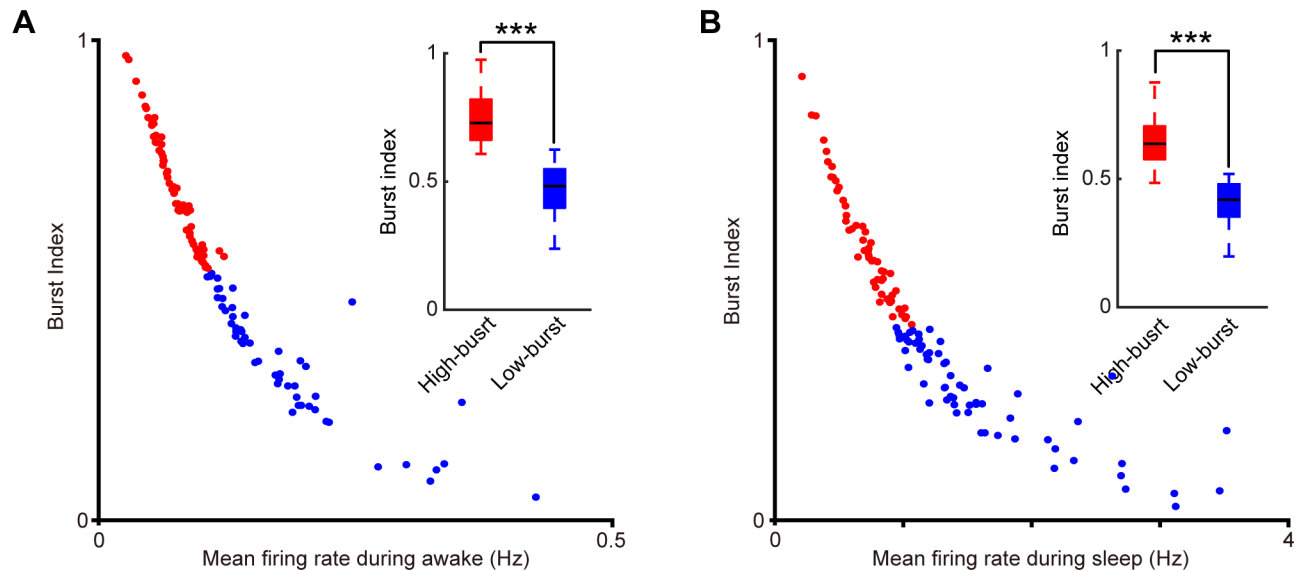 A
1
Burst Index
0
0
Mean firing rate during awake (Hz)
0.5
***
1
Burst index
0.5
0
High-busrt
Low-burst
B
1
Burst Index
0
0
Mean firing rate during sleep (Hz)
4
***
1
Burst index
0.5
0
High-burst
Low-burst